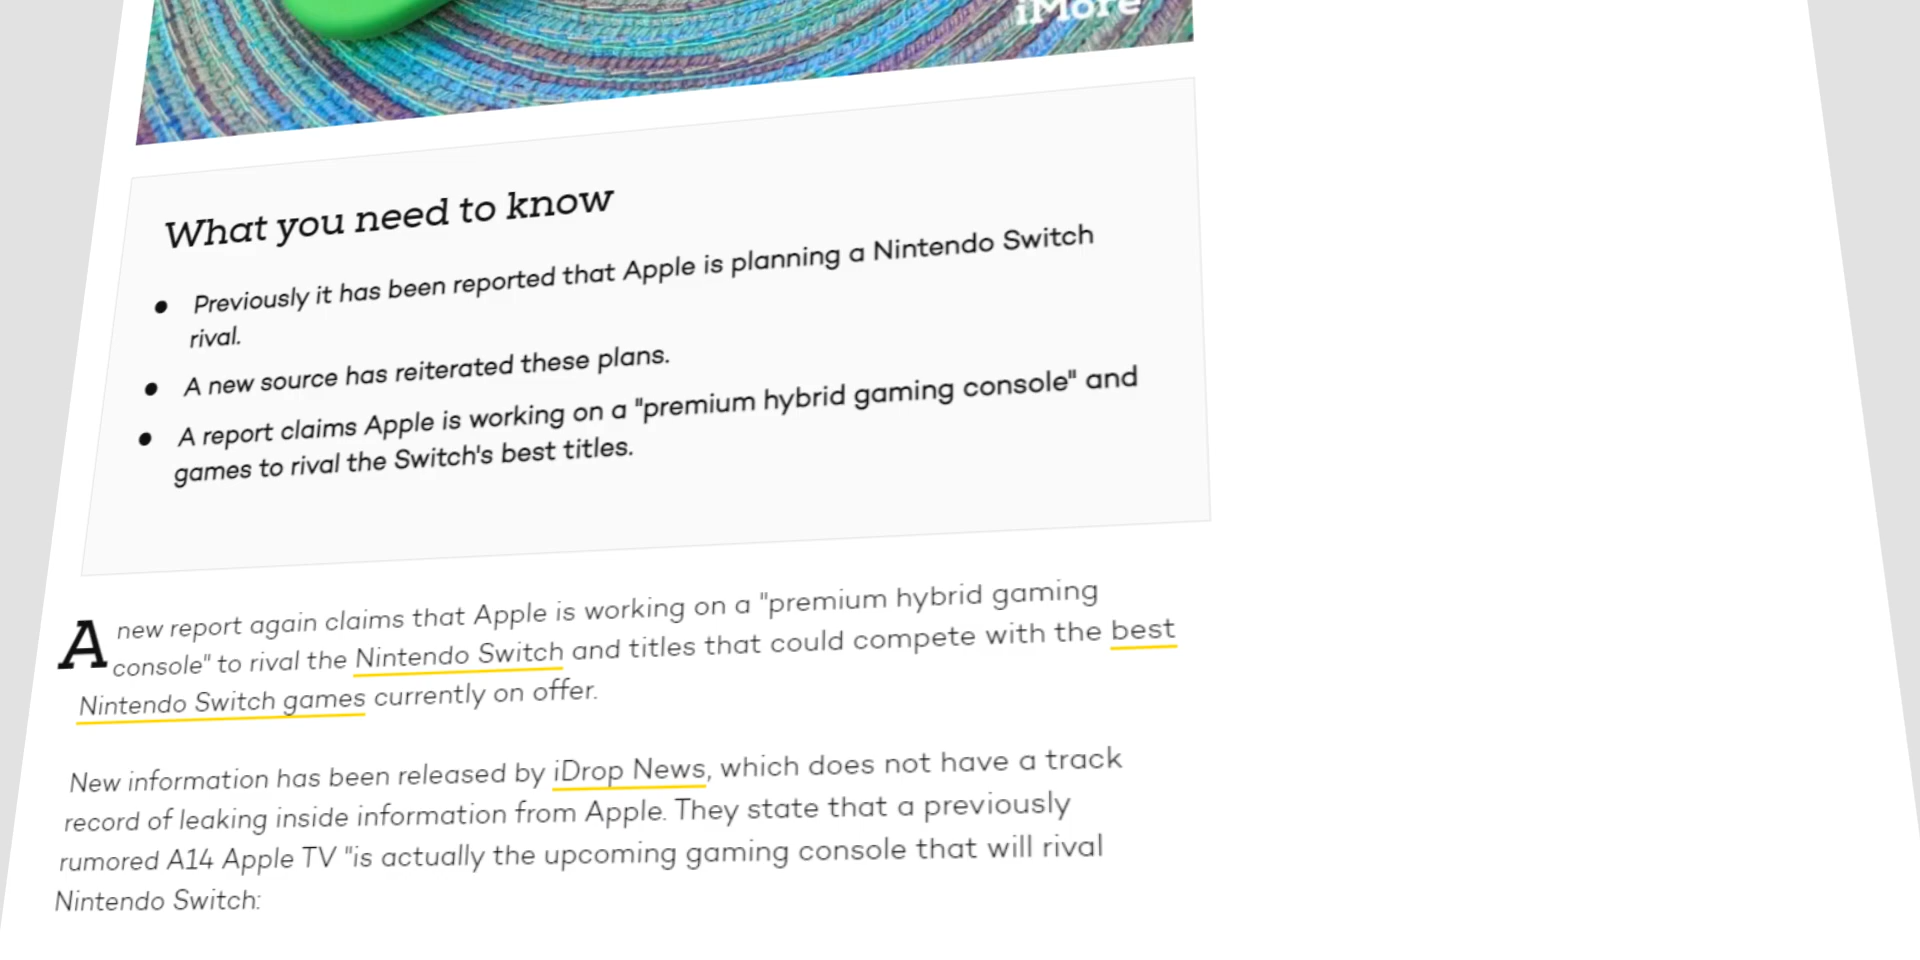 iMore
What you need to know
• Previously it has been reported that Apple is planning a Nintendo Switch
rival.
• A new source has reiterated these plans.
• A report claims Apple is working on a "premium hybrid gaming console" and
games to rival the Switch's best titles.
A new report again claims that Apple is working on a "premium hybrid gaming
console" to rival the Nintendo Switch and titles that could compete with the best
Nintendo Switch games currently on offer.
New information has been released by iDrop News, which does not have a track
record of leaking inside information from Apple. They state that a previously
rumored A14 Apple TV "is actually the upcoming gaming console that will rival
Nintendo Switch: